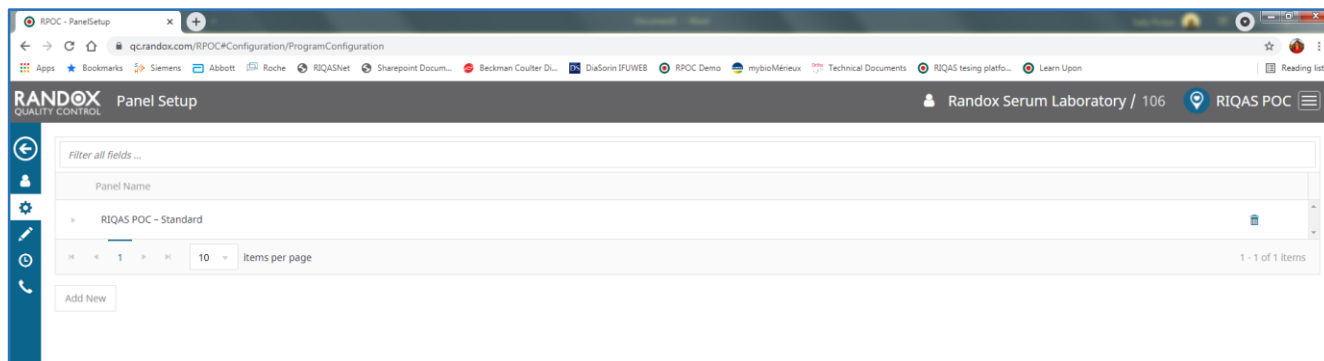 RPOC - PanelSetup
qc.randox.com/RPOC#Configuration/ProgramConfiguration
Apps Bookmarks Siemens Abbott Roche RIQASNet Sharepoint Docum... Beckman Coulter Di... DiaSorin IFUWEB RPOC Demo mybioMérieux Technical Documents RIQAS tesing platfo... Learn Upon Reading list
RANDOX QUALITY CONTROL Panel Setup Randox Serum Laboratory / 106 RIQAS POC
Filter all fields ...
Panel Name
RIQAS POC – Standard
1 10 items per page 1 - 1 of 1 items
Add New